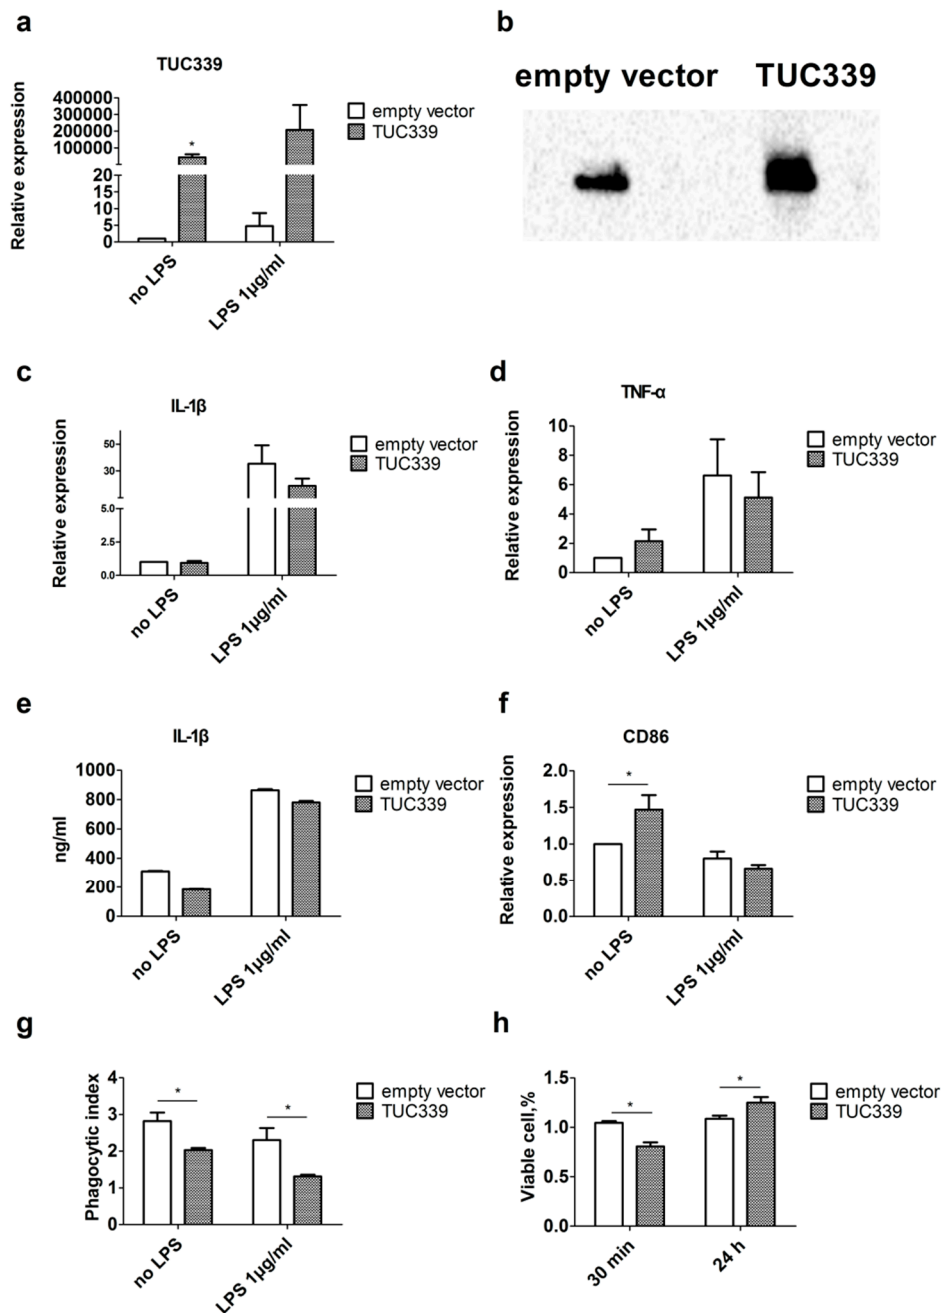 a
TUC339
Relative expression
400000
300000
200000
100000
20
15
10
5
0
*
no LPS
LPS 1µg/ml
empty vector
TUC339
b
empty vector TUC339
c
IL-1β
Relative expression
50
30
5.0
2.5
0.0
no LPS
LPS 1µg/ml
empty vector
TUC339
d
TNF-α
Relative expression
10
8
6
4
2
0
no LPS
LPS 1µg/ml
empty vector
TUC339
e
IL-1β
ng/ml
1000
800
600
400
200
0
no LPS
LPS 1µg/ml
empty vector
TUC339
f
CD86
Relative expression
2.0
1.5
1.0
0.5
0.0
*
no LPS
LPS 1µg/ml
empty vector
TUC339
g
Phagocytic index
4
3
2
1
0
*
*
no LPS
LPS 1µg/ml
empty vector
TUC339
h
Viable cell,%
1.5
1.0
0.5
0.0
*
*
30 min
24 h
empty vector
TUC339